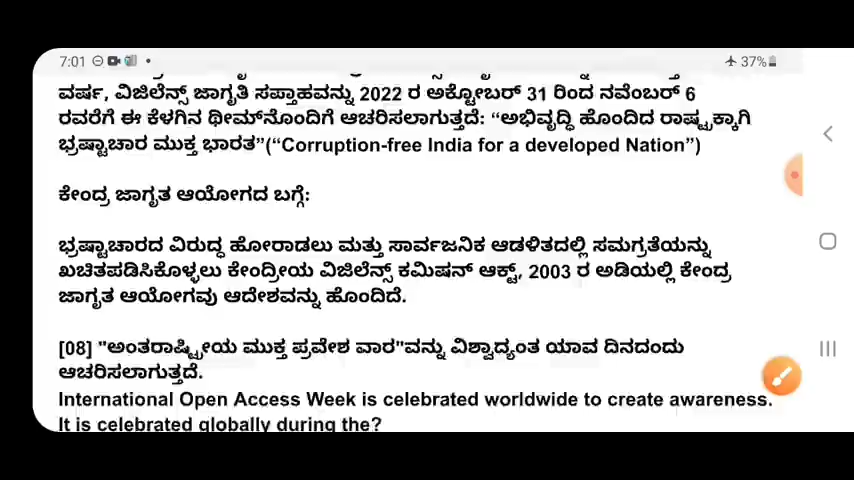 7:01
37%
ವರ್ಷ, ವಿಜಿಲೆನ್ಸ್ ಜಾಗೃತಿ ಸಪ್ತಾಹವನ್ನು 2022 ರ ಅಕ್ಟೋಬರ್ 31 ರಿಂದ ನವೆಂಬರ್ 6
ರವರೆಗೆ ಈ ಕೆಳಗಿನ ಥೀಮ್‌ನೊಂದಿಗೆ ಆಚರಿಸಲಾಗುತ್ತದೆ: “ಅಭಿವೃದ್ಧಿ ಹೊಂದಿದ ರಾಷ್ಟ್ರಕ್ಕಾಗಿ
ಭ್ರಷ್ಟಾಚಾರ ಮುಕ್ತ ಭಾರತ”(“Corruption-free India for a developed Nation”)
ಕೇಂದ್ರ ಜಾಗೃತ ಆಯೋಗದ ಬಗ್ಗೆ:
ಭ್ರಷ್ಟಾಚಾರದ ವಿರುದ್ಧ ಹೋರಾಡಲು ಮತ್ತು ಸಾರ್ವಜನಿಕ ಆಡಳಿತದಲ್ಲಿ ಸಮಗ್ರತೆಯನ್ನು
ಖಚಿತಪಡಿಸಿಕೊಳ್ಳಲು ಕೇಂದ್ರೀಯ ವಿಜಿಲೆನ್ಸ್ ಕಮಿಷನ್ ಆಕ್ಟ್, 2003 ರ ಅಡಿಯಲ್ಲಿ ಕೇಂದ್ರ
ಜಾಗೃತ ಆಯೋಗವು ಆದೇಶವನ್ನು ಹೊಂದಿದೆ.
[08] "ಅಂತರಾಷ್ಟ್ರೀಯ ಮುಕ್ತ ಪ್ರವೇಶ ವಾರ"ವನ್ನು ವಿಶ್ವಾದ್ಯಂತ ಯಾವ ದಿನದಂದು
ಆಚರಿಸಲಾಗುತ್ತದೆ.
International Open Access Week is celebrated worldwide to create awareness.
It is celebrated globally during the?